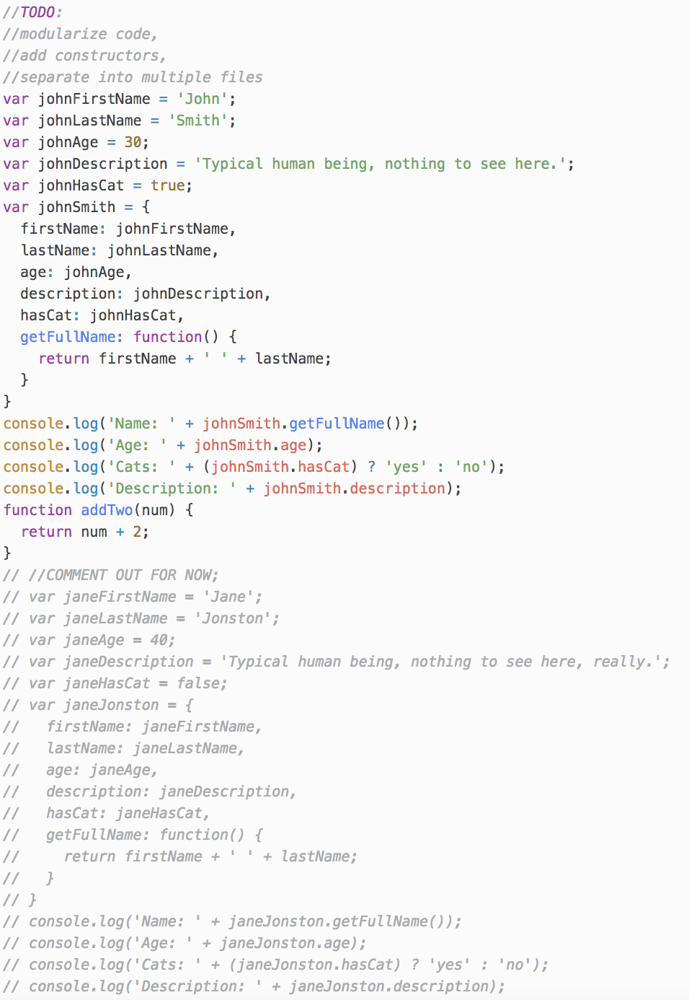 //TODO:
//modularize code,
//add constructors,
//separate into multiple files
var johnFirstName = 'John';
var johnLastName = 'Smith';
var johnAge = 30;
var johnDescription = 'Typical human being, nothing to see here.';
var johnHasCat = true;
var johnSmith = {
  firstName: johnFirstName,
  lastName: johnLastName,
  age: johnAge,
  description: johnDescription,
  hasCat: johnHasCat,
  getFullName: function() {
    return firstName + ' ' + lastName;
  }
}
console.log('Name: ' + johnSmith.getFullName());
console.log('Age: ' + johnSmith.age);
console.log('Cats: ' + (johnSmith.hasCat) ? 'yes' : 'no');
console.log('Description: ' + johnSmith.description);
function addTwo(num) {
  return num + 2;
}
// //COMMENT OUT FOR NOW;
// var janeFirstName = 'Jane';
// var janeLastName = 'Jonston';
// var janeAge = 40;
// var janeDescription = 'Typical human being, nothing to see here, really.';
// var janeHasCat = false;
// var janeJonston = {
//   firstName: janeFirstName,
//   lastName: janeLastName,
//   age: janeAge,
//   description: janeDescription,
//   hasCat: janeHasCat,
//   getFullName: function() {
//     return firstName + ' ' + lastName;
//   }
// }
// console.log('Name: ' + janeJonston.getFullName());
// console.log('Age: ' + janeJonston.age);
// console.log('Cats: ' + (janeJonston.hasCat) ? 'yes' : 'no');
// console.log('Description: ' + janeJonston.description);